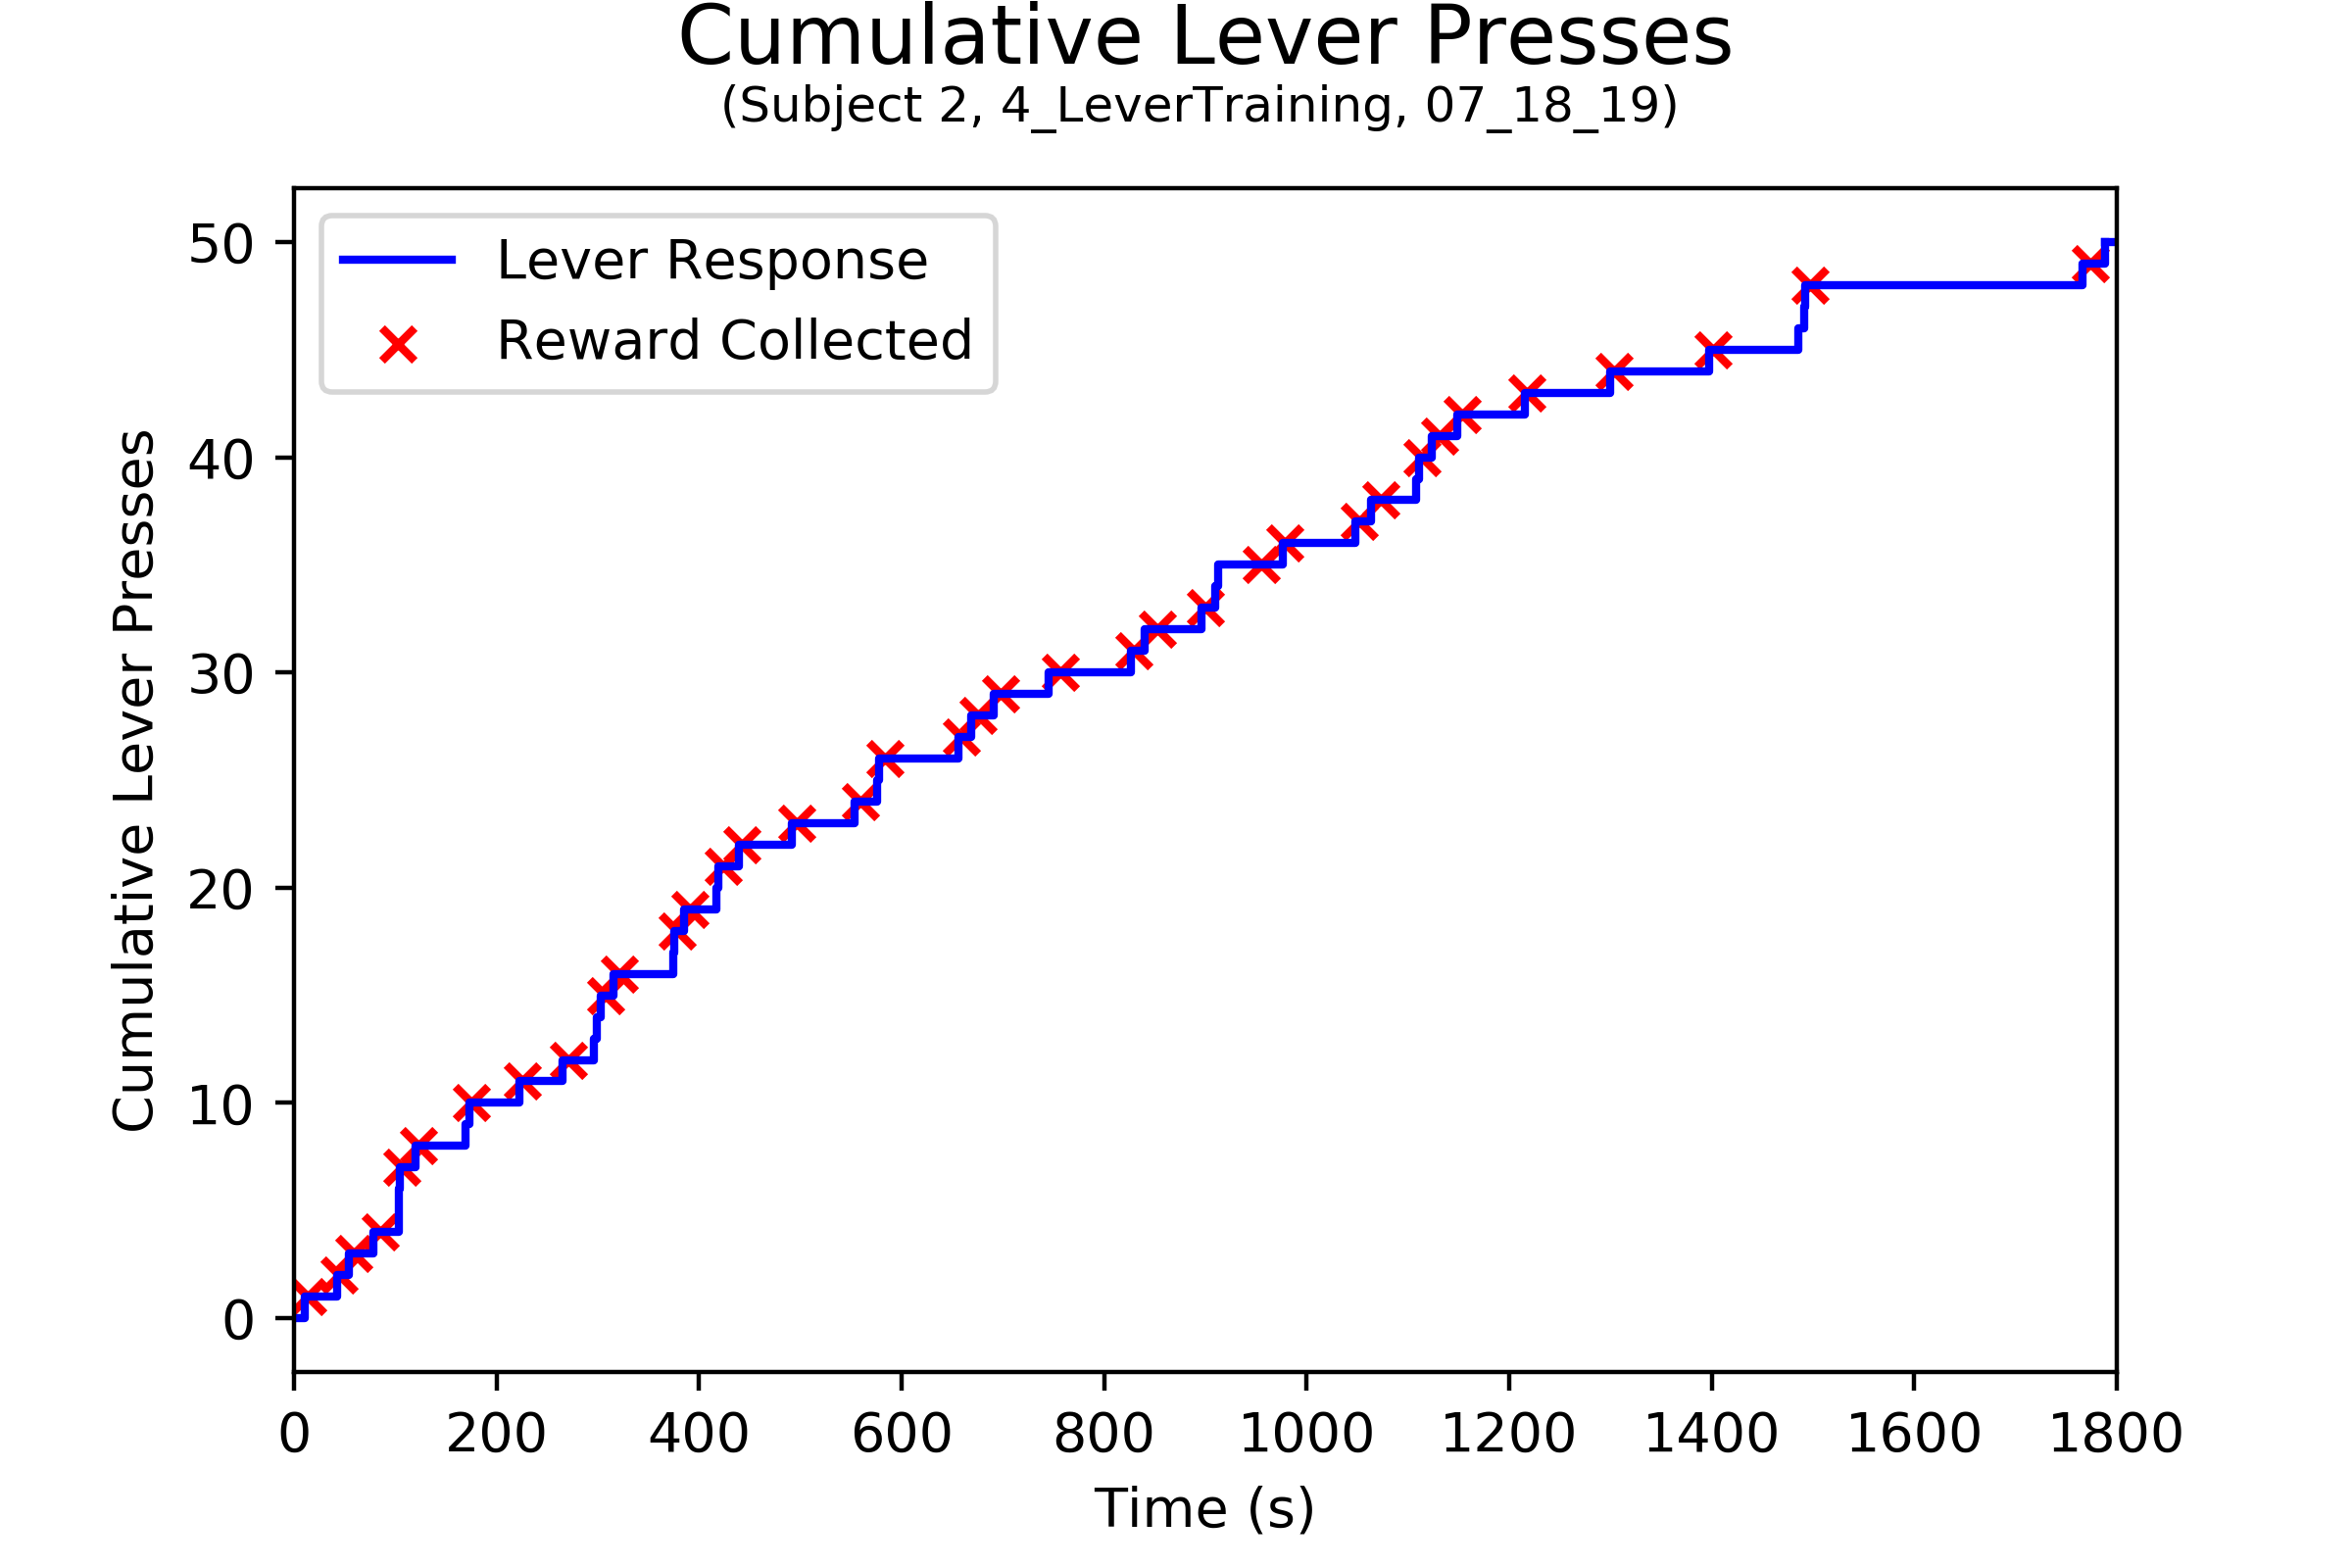 Cumulative Lever Presses
(Subject 2, 4_LeverTraining, 07_18_19)
Lever Response
Reward Collected
Cumulative Lever Presses
50
40
30
20
10
0
0 200 400 600 800 1000 1200 1400 1600 1800
Time (s)